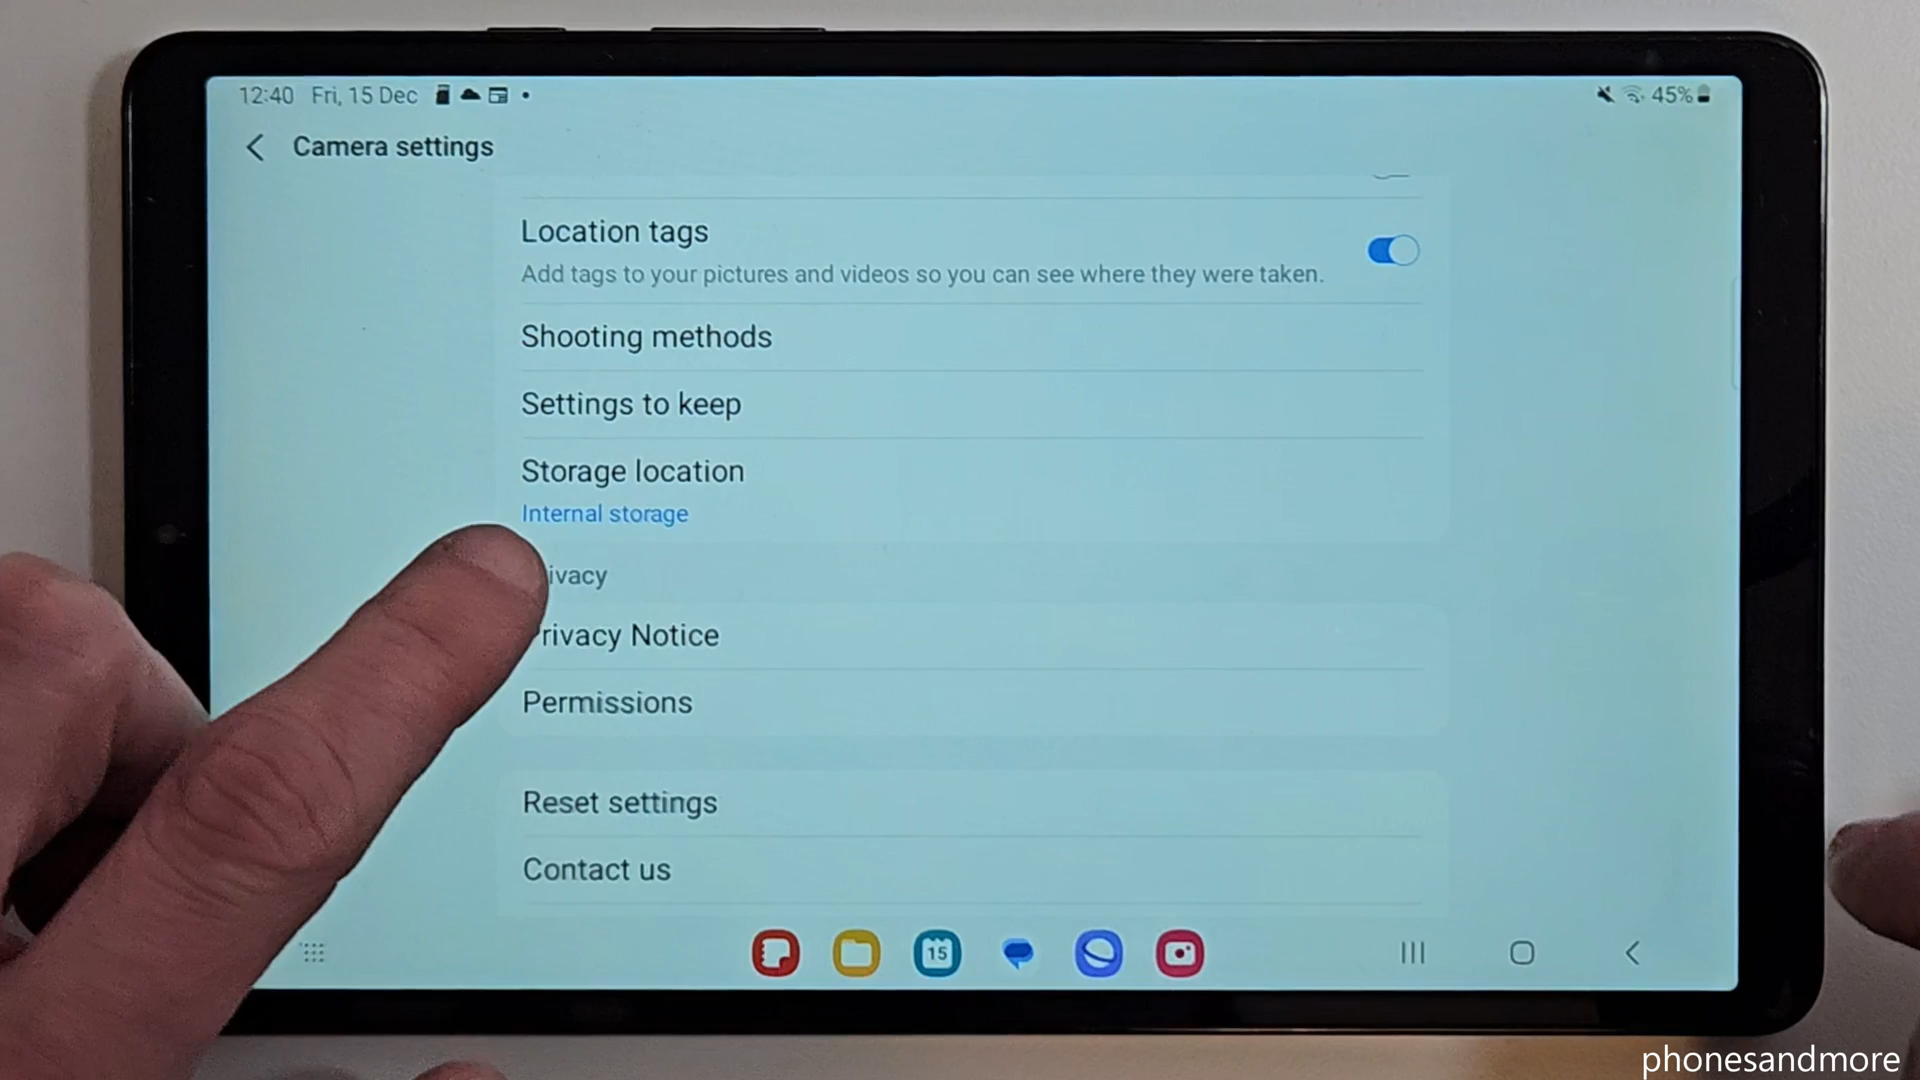 12:40 Fri, 15 Dec
45%
Camera settings
Location tags
Add tags to your pictures and videos so you can see where they were taken.
Shooting methods
Settings to keep
Storage location
Internal storage
ivacy
Privacy Notice
Permissions
Reset settings
Contact us
15
phonesandmore